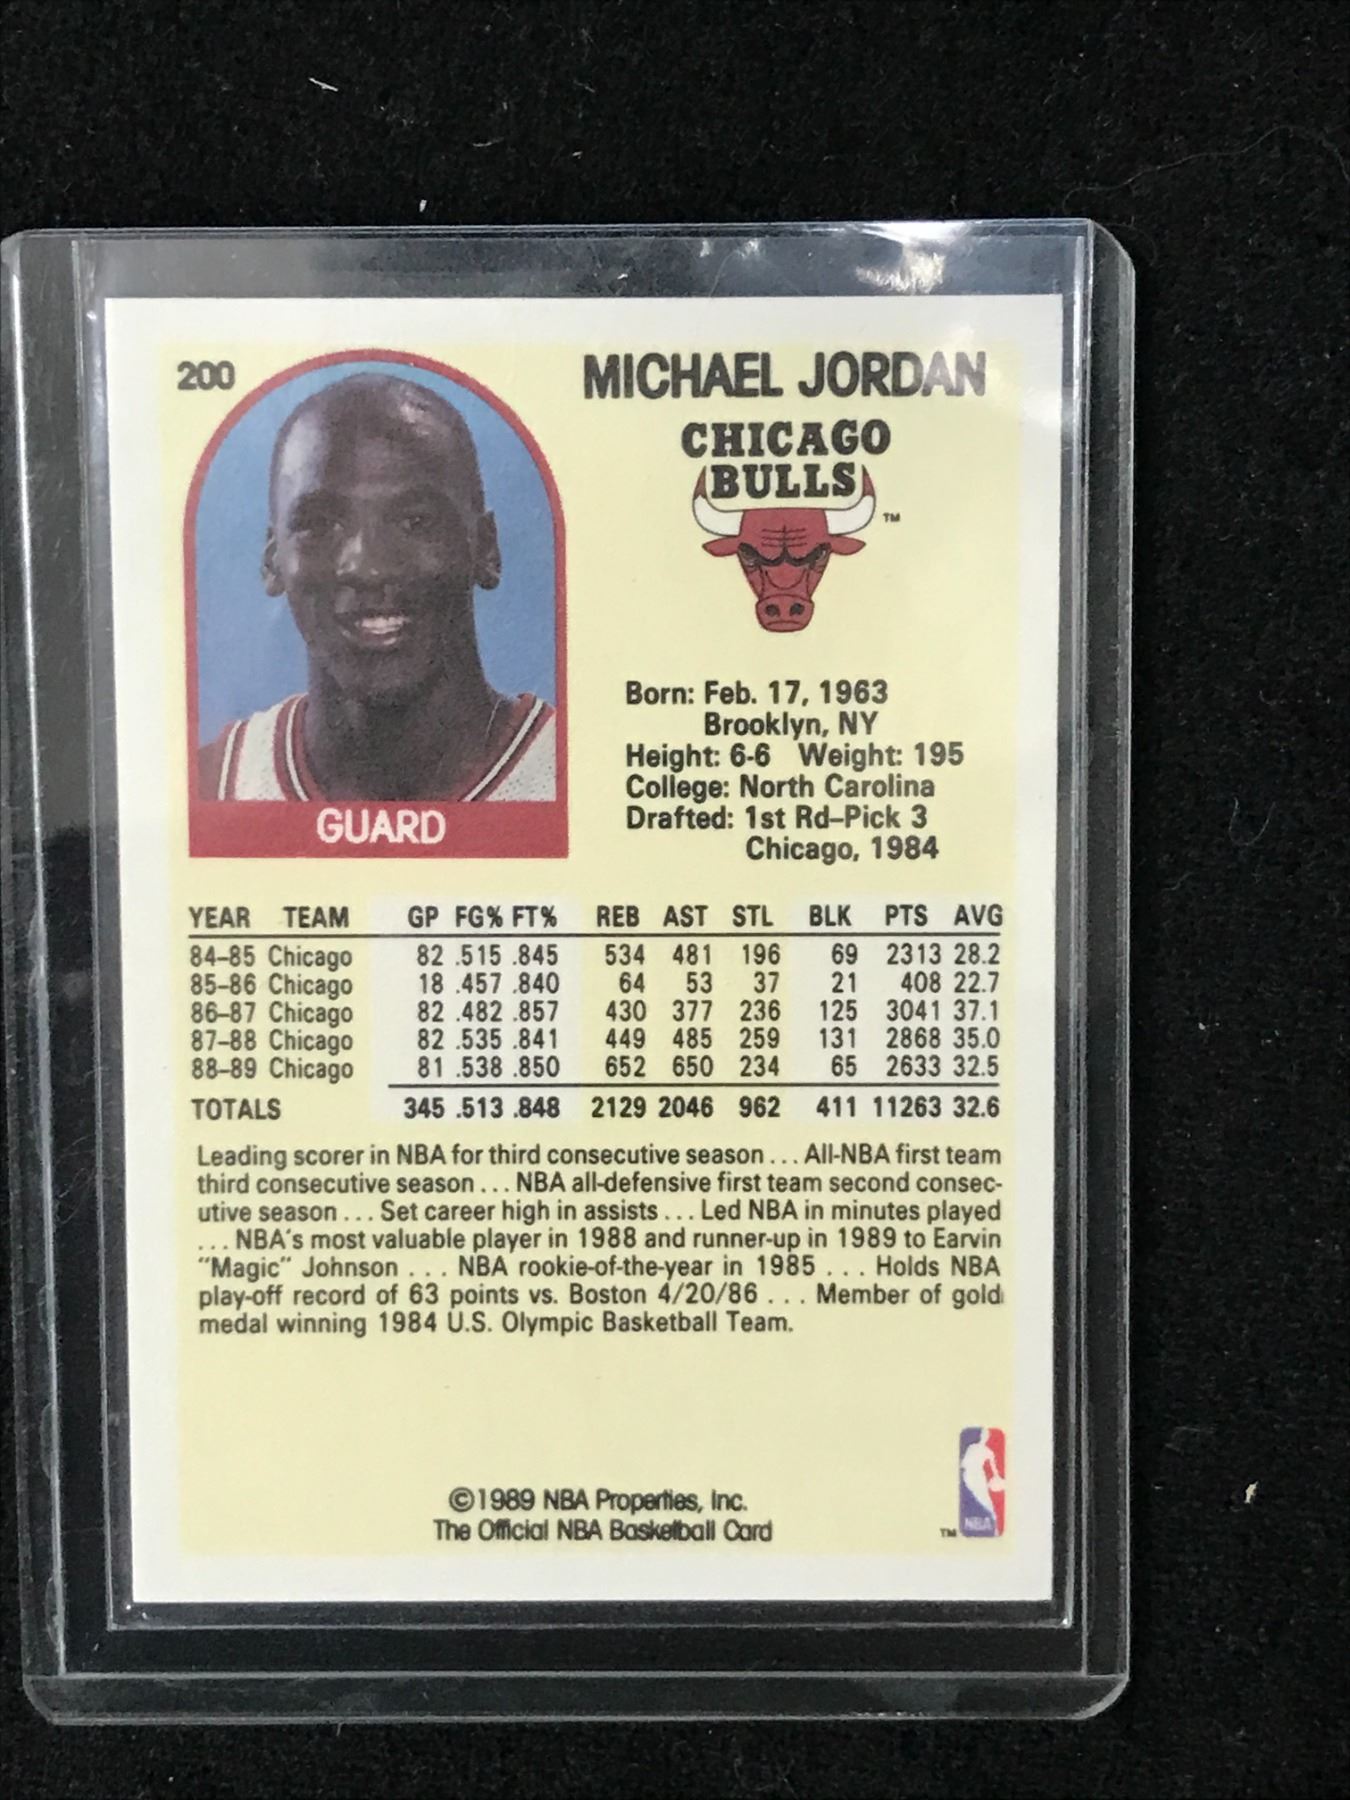 200
MICHAEL JORDAN
CHICAGO
BULLS
TM
Born: Feb. 17, 1963
Brooklyn, NY
Height: 6-6 Weight: 195
College: North Carolina
Drafted: 1st Rd–Pick 3
Chicago, 1984
GUARD
YEAR TEAM GP FG% FT% REB AST STL BLK PTS AVG
84–85 Chicago 82 .515 .845 534 481 196 69 2313 28.2
85–86 Chicago 18 .457 .840 64 53 37 21 408 22.7
86–87 Chicago 82 .482 .857 430 377 236 125 3041 37.1
87–88 Chicago 82 .535 .841 449 485 259 131 2868 35.0
88–89 Chicago 81 .538 .850 652 650 234 65 2633 32.5
TOTALS 345 .513 .848 2129 2046 962 411 11263 32.6
Leading scorer in NBA for third consecutive season . . . All-NBA first team
third consecutive season . . . NBA all-defensive first team second consec-
utive season . . . Set career high in assists . . . Led NBA in minutes played
. . . NBA's most valuable player in 1988 and runner-up in 1989 to Earvin
"Magic" Johnson . . . NBA rookie-of-the-year in 1985 . . . Holds NBA
play-off record of 63 points vs. Boston 4/20/86 . . . Member of gold
medal winning 1984 U.S. Olympic Basketball Team.
©1989 NBA Properties, Inc.
The Official NBA Basketball Card
TM NBA